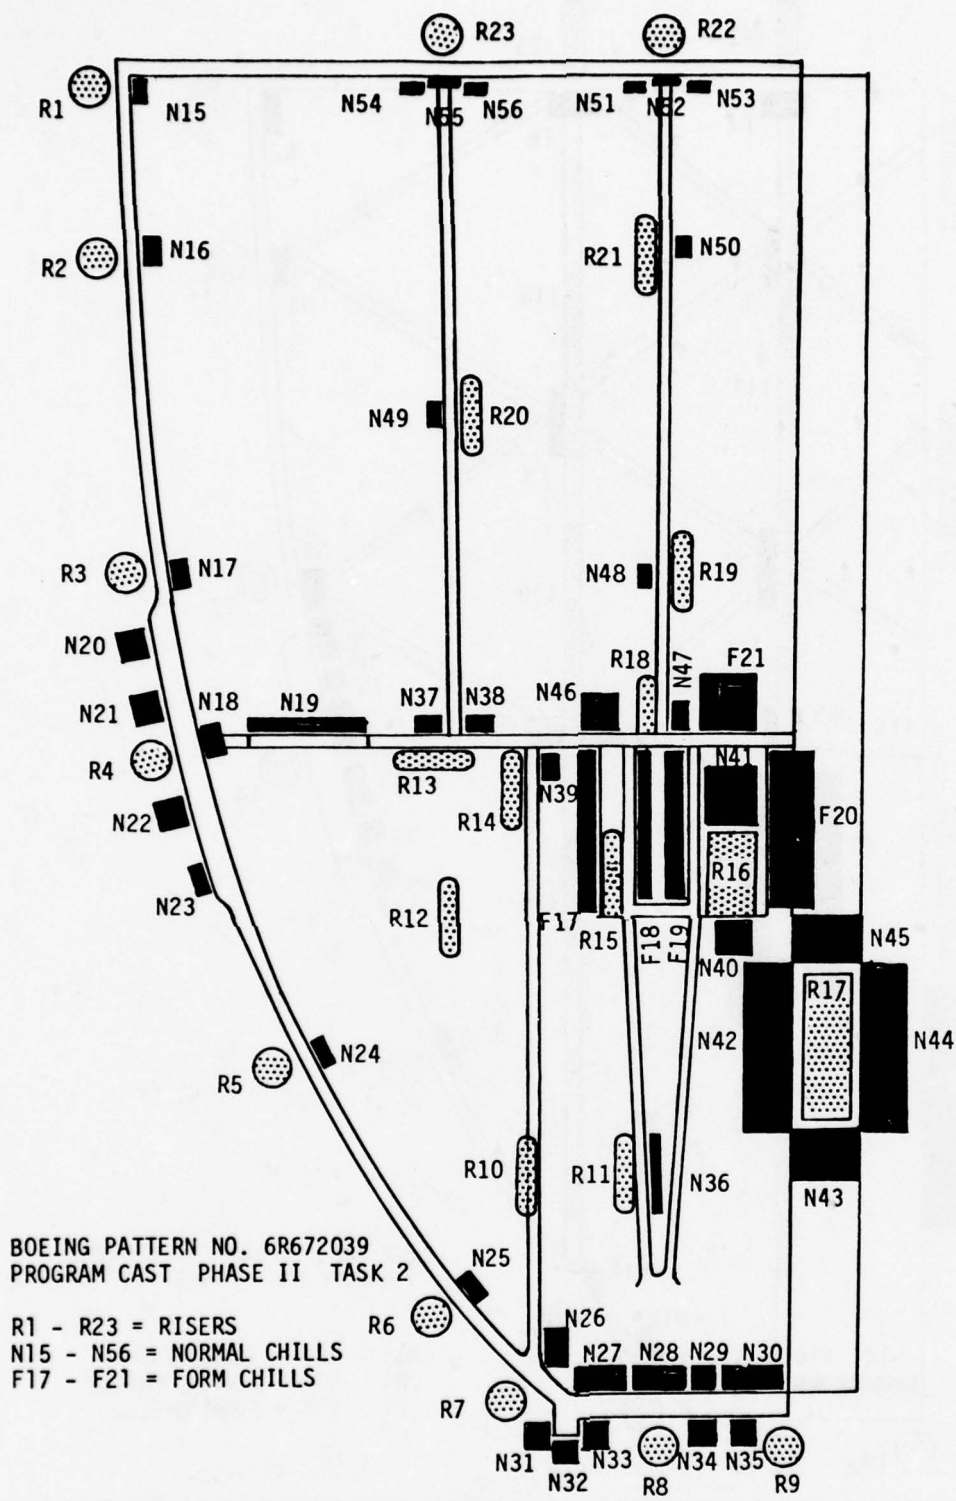 R23
R22
R1
N15
N54
N55
N56
N51
N52
N53
R2
N16
R21
N50
N49
R20
R3
N17
N48
R19
N20
R18
N47
F21
N21
N18
N19
N37
N38
N46
R4
R13
N39
N41
N22
R14
F20
R16
N23
R12
F17
R15
F18
F19
N40
N45
R17
R5
N24
N42
N44
R10
R11
N36
N43
BOEING PATTERN NO. 6R672039
PROGRAM CAST PHASE II TASK 2
N25
R1 - R23 = RISERS
N15 - N56 = NORMAL CHILLS
F17 - F21 = FORM CHILLS
R6
N26
N27
N28
N29
N30
R7
N31
N32
N33
R8
N34
N35
R9